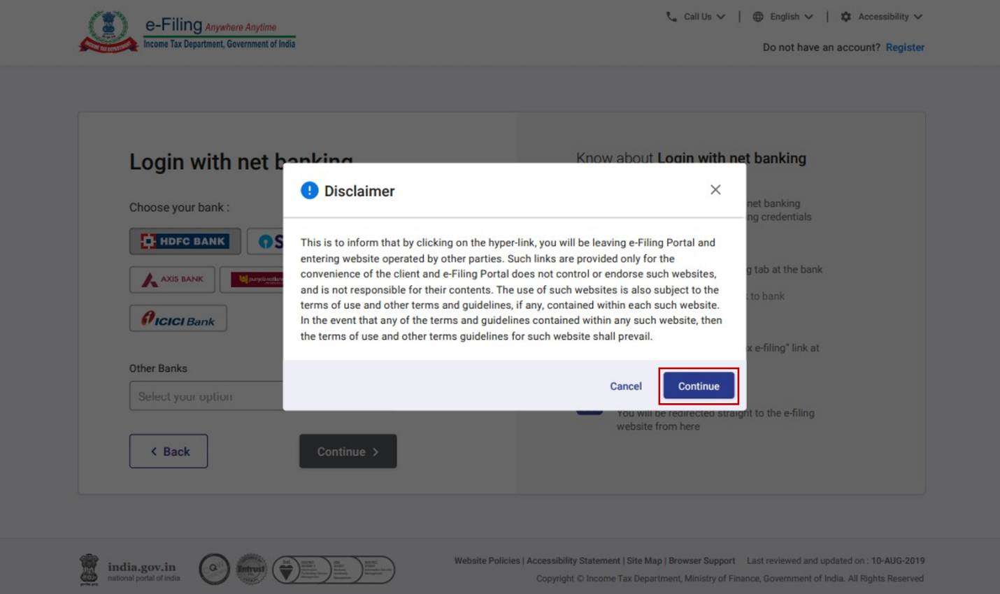 Call Us | English | Accessibility
e-Filing Anywhere Anytime
Income Tax Department, Government of India
INCOME TAX DEPARTMENT
Do not have an account? Register
Login with net banking
Know about Login with net banking
Choose your bank :
HDFC BANK
S
AXIS BANK
punjab nation
ICICI Bank
Other Banks
Select your option
< Back
Continue >
net banking
ng credentials
g tab at the bank
to bank
x e-filing" link at
You will be redirected straight to the e-filing
website from here
! Disclaimer
This is to inform that by clicking on the hyper-link, you will be leaving e-Filing Portal and
entering website operated by other parties. Such links are provided only for the
convenience of the client and e-Filing Portal does not control or endorse such websites,
and is not responsible for their contents. The use of such websites is also subject to the
terms of use and other terms and guidelines, if any, contained within each such website.
In the event that any of the terms and guidelines contained within any such website, then
the terms of use and other terms guidelines for such website shall prevail.
Cancel
Continue
india.gov.in
national portal of india
Q
Entrust
bsi.
Website Policies | Accessibility Statement | Site Map | Browser Support Last reviewed and updated on : 10-AUG-2019
Copyright © Income Tax Department, Ministry of Finance, Government of India. All Rights Reserved